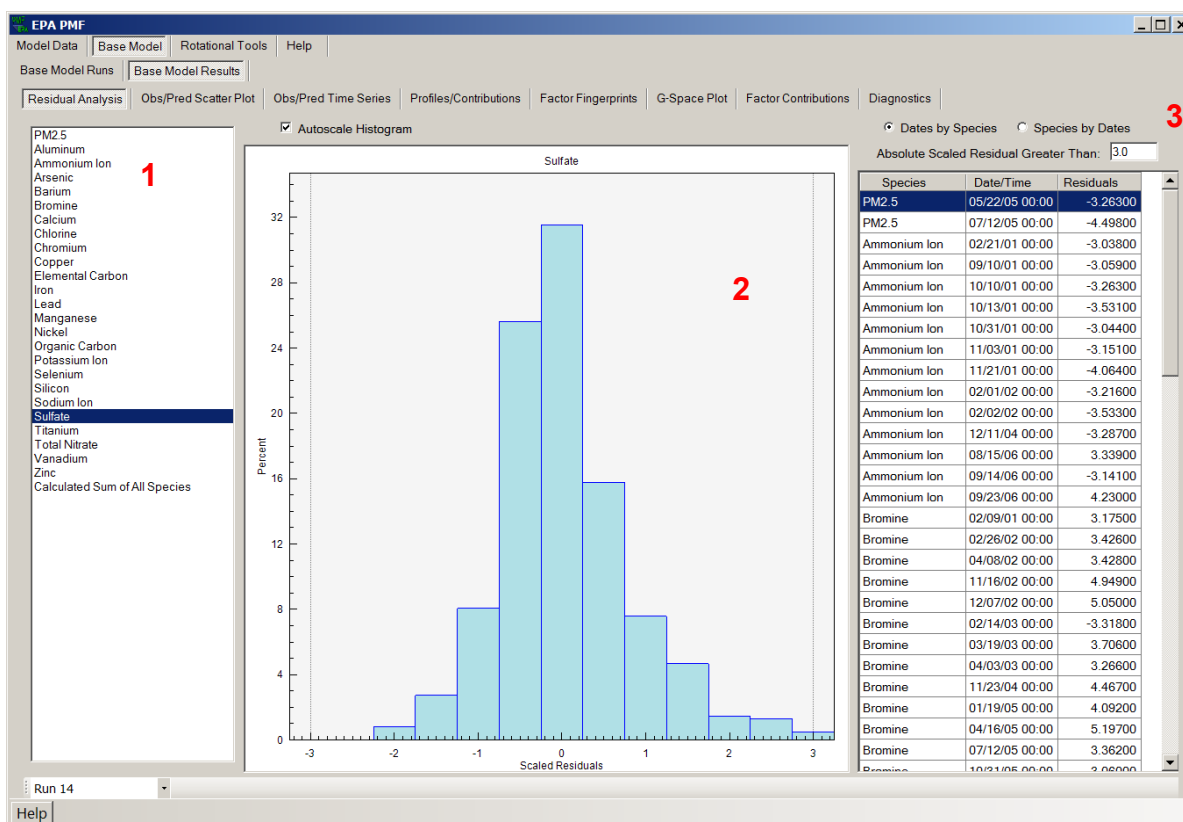 EPA PMF
Model Data Base Model Rotational Tools Help
Base Model Runs Base Model Results
Residual Analysis Obs/Pred Scatter Plot Obs/Pred Time Series Profiles/Contributions Factor Fingerprints G-Space Plot Factor Contributions Diagnostics
PM2.5
Aluminum
Ammonium Ion
Arsenic
Barium
Bromine
Calcium
Chlorine
Chromium
Copper
Elemental Carbon
Iron
Lead
Manganese
Nickel
Organic Carbon
Potassium Ion
Selenium
Silicon
Sodium Ion
Sulfate
Titanium
Total Nitrate
Vanadium
Zinc
Calculated Sum of All Species
1
Autoscale Histogram
Sulfate
32
28
24
20
16
12
8
4
0
Percent
-3 -2 -1 0 1 2 3
Scaled Residuals
2
Dates by Species Species by Dates
3
Absolute Scaled Residual Greater Than: 3.0
Species Date/Time Residuals
PM2.5 05/22/05 00:00 -3.26300
PM2.5 07/12/05 00:00 -4.49800
Ammonium Ion 02/21/01 00:00 -3.03800
Ammonium Ion 09/10/01 00:00 -3.05900
Ammonium Ion 10/10/01 00:00 -3.26300
Ammonium Ion 10/13/01 00:00 -3.53100
Ammonium Ion 10/31/01 00:00 -3.04400
Ammonium Ion 11/03/01 00:00 -3.15100
Ammonium Ion 11/21/01 00:00 -4.06400
Ammonium Ion 02/01/02 00:00 -3.21600
Ammonium Ion 02/02/02 00:00 -3.53300
Ammonium Ion 12/11/04 00:00 -3.28700
Ammonium Ion 08/15/06 00:00 3.33900
Ammonium Ion 09/14/06 00:00 -3.14100
Ammonium Ion 09/23/06 00:00 4.23000
Bromine 02/09/01 00:00 3.17500
Bromine 02/26/02 00:00 3.42600
Bromine 04/08/02 00:00 3.42800
Bromine 11/16/02 00:00 4.94900
Bromine 12/07/02 00:00 5.05000
Bromine 02/14/03 00:00 -3.31800
Bromine 03/19/03 00:00 3.70600
Bromine 04/03/03 00:00 3.26600
Bromine 11/23/04 00:00 4.46700
Bromine 01/19/05 00:00 4.09200
Bromine 04/16/05 00:00 5.19700
Bromine 07/12/05 00:00 3.36200
Bromine 10/31/05 00:00 3.06000
Run 14
Help